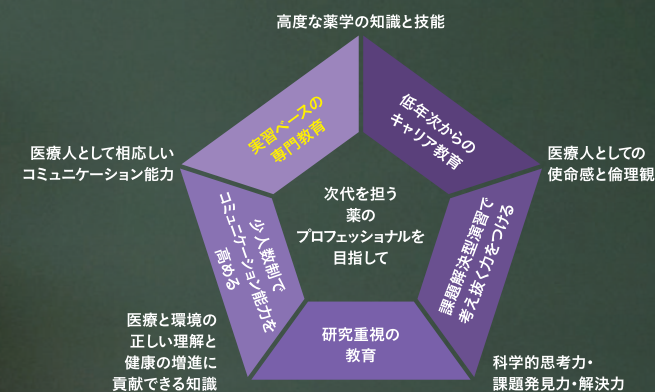 高度な薬学の知識と技能
実習ベースの
専門教育
低年次からの
キャリア教育
医療人として相応しい
コミュニケーション能力
医療人としての
使命感と倫理観
次代を担う
薬の
プロフェッショナルを
目指して
少人数制で
コミュニケーション能力を
高める
課題解決型演習で
考え抜く力をつける
研究重視の
教育
医療と環境の
正しい理解と
健康の増進に
貢献できる知識
科学的思考力・
課題発見力・解決力